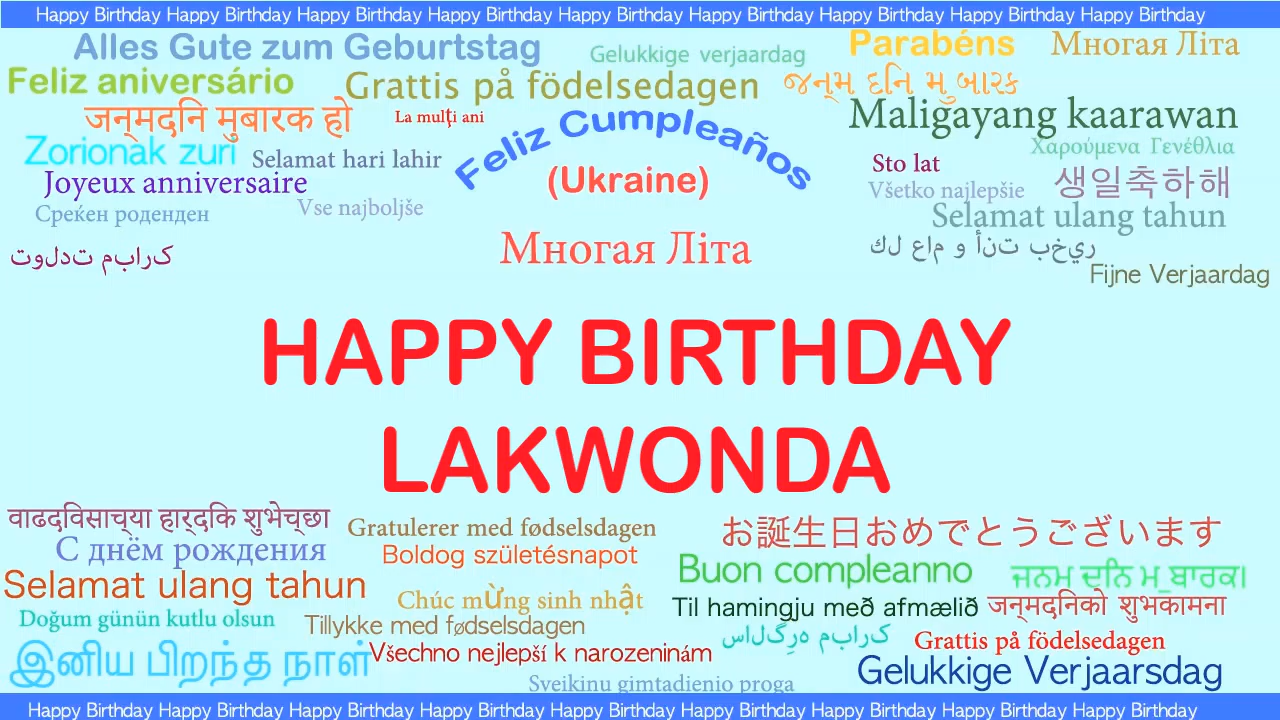 Happy Birthday Happy Birthday Happy Birthday Happy Birthday Happy Birthday Happy Birthday Happy Birthday Happy Birthday Happy Birthday
Alles Gute zum Geburtstag
Gelukkige verjaardag
Parabéns
Многая Літа
Feliz aniversário
Grattis på födelsedagen
જન્મ દિન મુબારક
जन्मदिन मुबारक हो
La mulţi ani
Feliz Cumpleaños
Maligayang kaarawan
Zorionak zuri
Selamat hari lahir
(Ukraine)
Sto lat
Χαρούμενα Γενέθλια
Joyeux anniversaire
Všetko najlepšie
생일축하해
Среќен роденден
Vse najboljše
Selamat ulang tahun
تولدت مبارک
Многая Літа
كل عام و أنت بخير
Fijne Verjaardag
HAPPY BIRTHDAY
LAKWONDA
वाढदिवसाच्या हार्दिक शुभेच्छा
Gratulerer med fødselsdagen
お誕生日おめでとうございます
С днём рождения
Boldog születésnapot
Buon compleanno
ਜਨਮ ਦਿਨ ਮੁਬਾਰਕ।
Selamat ulang tahun
Chúc mừng sinh nhật
Til hamingju með afmælið
जन्मदिनको शुभकामना
Doğum günün kutlu olsun
Tillykke med fødselsdagen
سالگرہ مبارک
Grattis på födelsedagen
இனிய பிறந்த நாள்
Všechno nejlepší k narozeninám
Gelukkige Verjaarsdag
Sveikinu gimtadienio proga
Happy Birthday Happy Birthday Happy Birthday Happy Birthday Happy Birthday Happy Birthday Happy Birthday Happy Birthday Happy Birthday